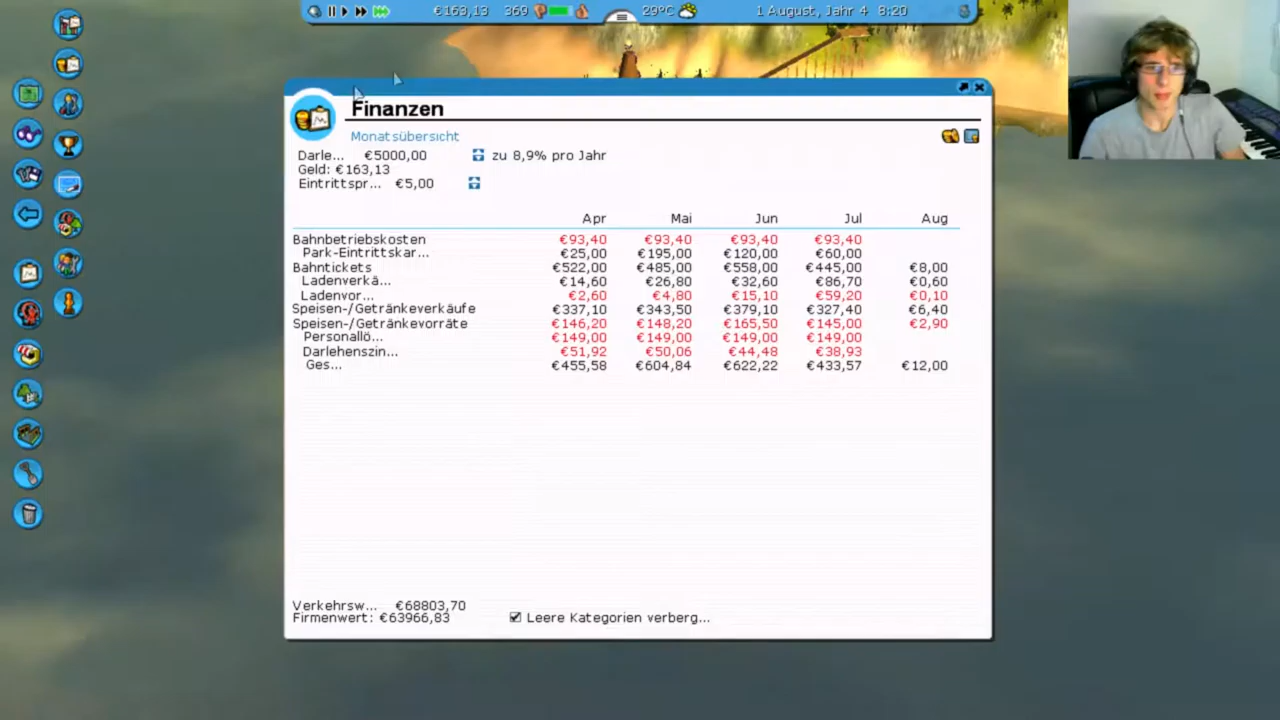 €163,13 369 29°C 1 August, Jahr 4 8:20
Finanzen
Monatsübersicht
Darle... €5000,00 zu 8,9% pro Jahr
Geld: €163,13
Eintrittspr... €5,00
Apr Mai Jun Jul Aug
Bahnbetriebskosten €93,40 €93,40 €93,40 €93,40
Park-Eintrittskar... €25,00 €195,00 €120,00 €60,00
Bahntickets €522,00 €485,00 €558,00 €445,00 €8,00
Ladenverkä... €14,60 €26,80 €32,60 €86,70 €0,60
Ladenvor... €2,60 €4,80 €15,10 €59,20 €0,10
Speisen-/Getränkeverkäufe €337,10 €343,50 €379,10 €327,40 €6,40
Speisen-/Getränkevorräte €146,20 €148,20 €165,50 €145,00 €2,90
Personallö... €149,00 €149,00 €149,00 €149,00
Darlehenszin... €51,92 €50,06 €44,48 €38,93
Ges... €455,58 €604,84 €622,22 €433,57 €12,00
Verkehrsw... €68803,70
Firmenwert: €63966,83 Leere Kategorien verberg...